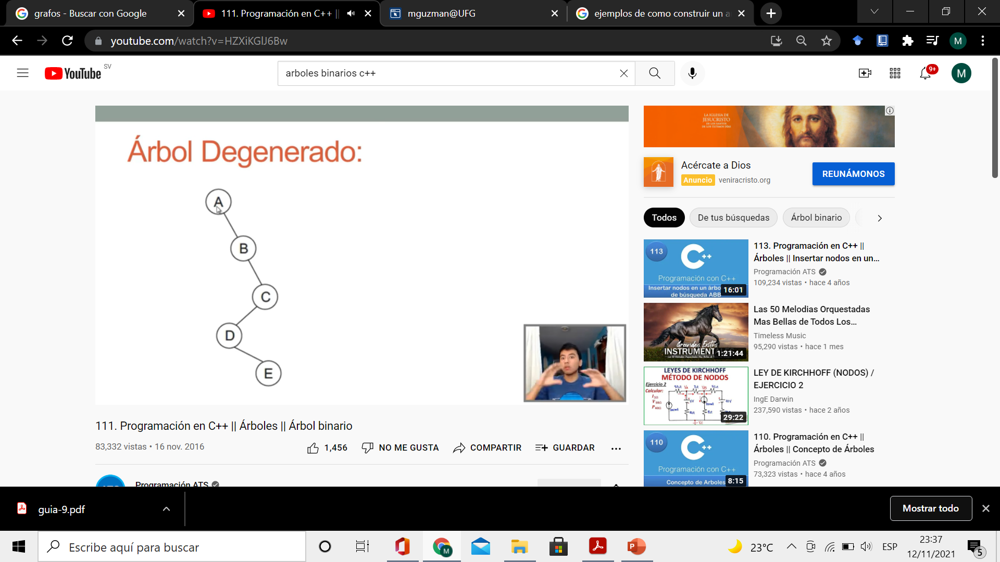 grafos - Buscar con Google
111. Programación en C++ ||
mguzman@UFG
ejemplos de como construir un a
youtube.com/watch?v=HZXiKGlJ6Bw
M
YouTube SV
arboles binarios c++
9+
M
Árbol Degenerado:
A
B
C
D
E
LA IGLESIA DE
JESUCRISTO
DE LOS SANTOS
DE LOS ÚLTIMOS DÍAS
Acércate a Dios
Anuncio veniracristo.org
REUNÁMONOS
Todos
De tus búsquedas
Árbol binario
113
C++
Programación con C++
Insertar nodos en un árbo
de búsqueda ABB
16:01
113. Programación en C++ ||
Árboles || Insertar nodos en un...
Programación ATS
109,234 vistas • hace 4 años
Grandes Exitos
INSTRUMENTALES
1:21:44
Las 50 Melodias Orquestadas
Mas Bellas de Todos Los...
Timeless Music
95,290 vistas • hace 1 mes
LEYES DE KIRCHHOFF
MÉTODO DE NODOS
Ejercicio 2
Calcular:
29:22
LEY DE KIRCHHOFF (NODOS) /
EJERCICIO 2
IngE Darwin
237,590 vistas • hace 2 años
110
C++
Programación con C++
Concepto de Arboles
8:15
110. Programación en C++ ||
Árboles || Concepto de Árboles
Programación ATS
73,323 vistas • hace 4 años
111. Programación en C++ || Árboles || Árbol binario
83,332 vistas • 16 nov. 2016
1,456
NO ME GUSTA
COMPARTIR
GUARDAR
Programación ATS
guia-9.pdf
Mostrar todo
Escribe aquí para buscar
M
P
23°C
ESP
23:37
12/11/2021
5